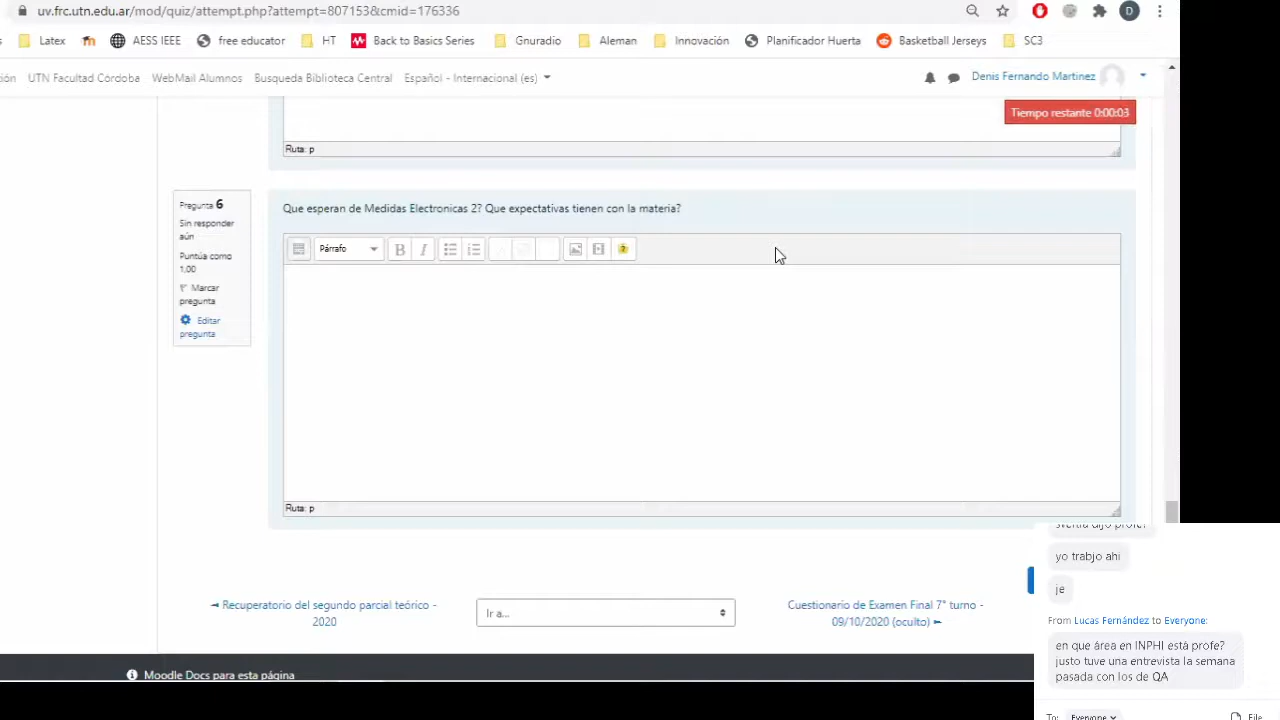 uv.frc.utn.edu.ar/mod/quiz/attempt.php?attempt=807153&cmid=176336
D
Latex
AESS IEEE
free educator
HT
Back to Basics Series
Gnuradio
Aleman
Innovación
Planificador Huerta
Basketball Jerseys
SC3
ión
UTN Facultad Córdoba
WebMail Alumnos
Busqueda Biblioteca Central
Español - Internacional (es)
Denis Fernando Martinez
Tiempo restante 0:00:03
Ruta: p
Pregunta 6
Sin responder
aún
Puntúa como
1,00
Marcar
pregunta
Editar
pregunta
Que esperan de Medidas Electronicas 2? Que expectativas tienen con la materia?
Párrafo
B I
Ruta: p
◄ Recuperatorio del segundo parcial teórico -
2020
Ir a...
Cuestionario de Examen Final 7° turno -
09/10/2020 (oculto) ►
Moodle Docs para esta página
yo trabjo ahi
je
From Lucas Fernández to Everyone:
en que área en INPHI está profe?
justo tuve una entrevista la semana
pasada con los de QA
To: Everyone
File